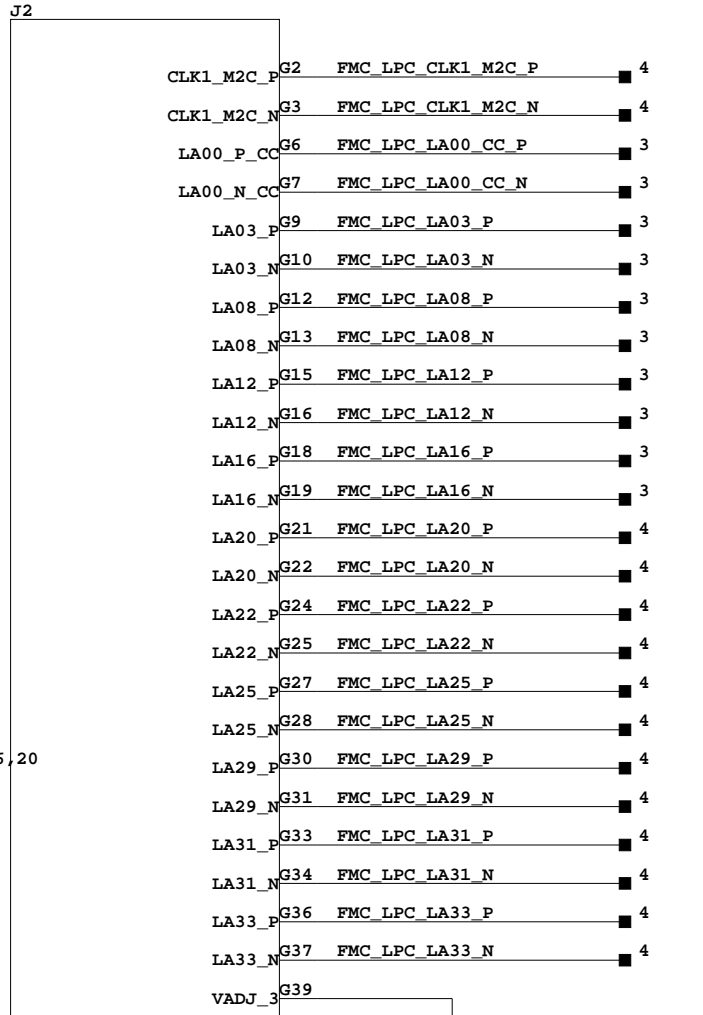 J2
CLK1_M2C_P G2 FMC_LPC_CLK1_M2C_P 4
CLK1_M2C_N G3 FMC_LPC_CLK1_M2C_N 4
LA00_P_CC G6 FMC_LPC_LA00_CC_P 3
LA00_N_CC G7 FMC_LPC_LA00_CC_N 3
LA03_P G9 FMC_LPC_LA03_P 3
LA03_N G10 FMC_LPC_LA03_N 3
LA08_P G12 FMC_LPC_LA08_P 3
LA08_N G13 FMC_LPC_LA08_N 3
LA12_P G15 FMC_LPC_LA12_P 3
LA12_N G16 FMC_LPC_LA12_N 3
LA16_P G18 FMC_LPC_LA16_P 3
LA16_N G19 FMC_LPC_LA16_N 3
LA20_P G21 FMC_LPC_LA20_P 4
LA20_N G22 FMC_LPC_LA20_N 4
LA22_P G24 FMC_LPC_LA22_P 4
LA22_N G25 FMC_LPC_LA22_N 4
LA25_P G27 FMC_LPC_LA25_P 4
LA25_N G28 FMC_LPC_LA25_N 4
,20
LA29_P G30 FMC_LPC_LA29_P 4
LA29_N G31 FMC_LPC_LA29_N 4
LA31_P G33 FMC_LPC_LA31_P 4
LA31_N G34 FMC_LPC_LA31_N 4
LA33_P G36 FMC_LPC_LA33_P 4
LA33_N G37 FMC_LPC_LA33_N 4
VADJ_3 G39